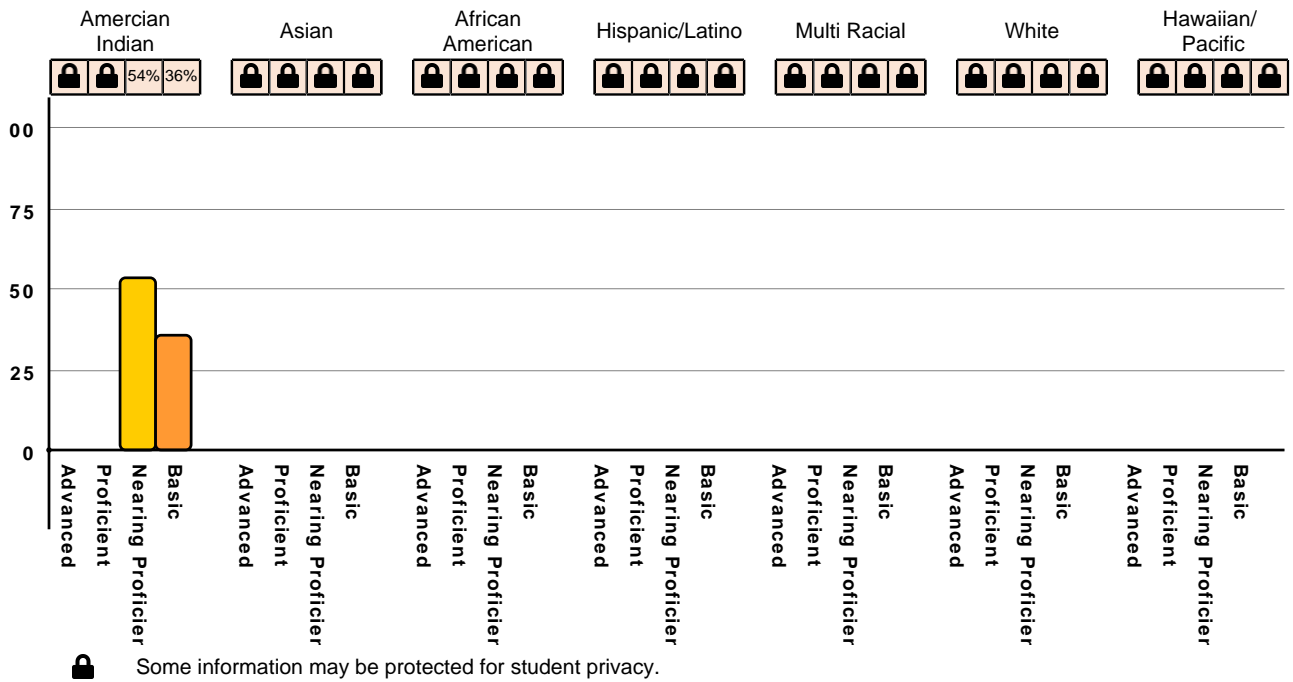 Amercian
Indian
Asian
African
American
Hispanic/Latino
Multi Racial
White
Hawaiian/
Pacific
54% 36%
00
75
50
25
0
Advanced
Proficient
Nearing Proficier
Basic
Advanced
Proficient
Nearing Proficier
Basic
Advanced
Proficient
Nearing Proficier
Basic
Advanced
Proficient
Nearing Proficier
Basic
Advanced
Proficient
Nearing Proficier
Basic
Advanced
Proficient
Nearing Proficier
Basic
Advanced
Proficient
Nearing Proficier
Basic
Some information may be protected for student privacy.